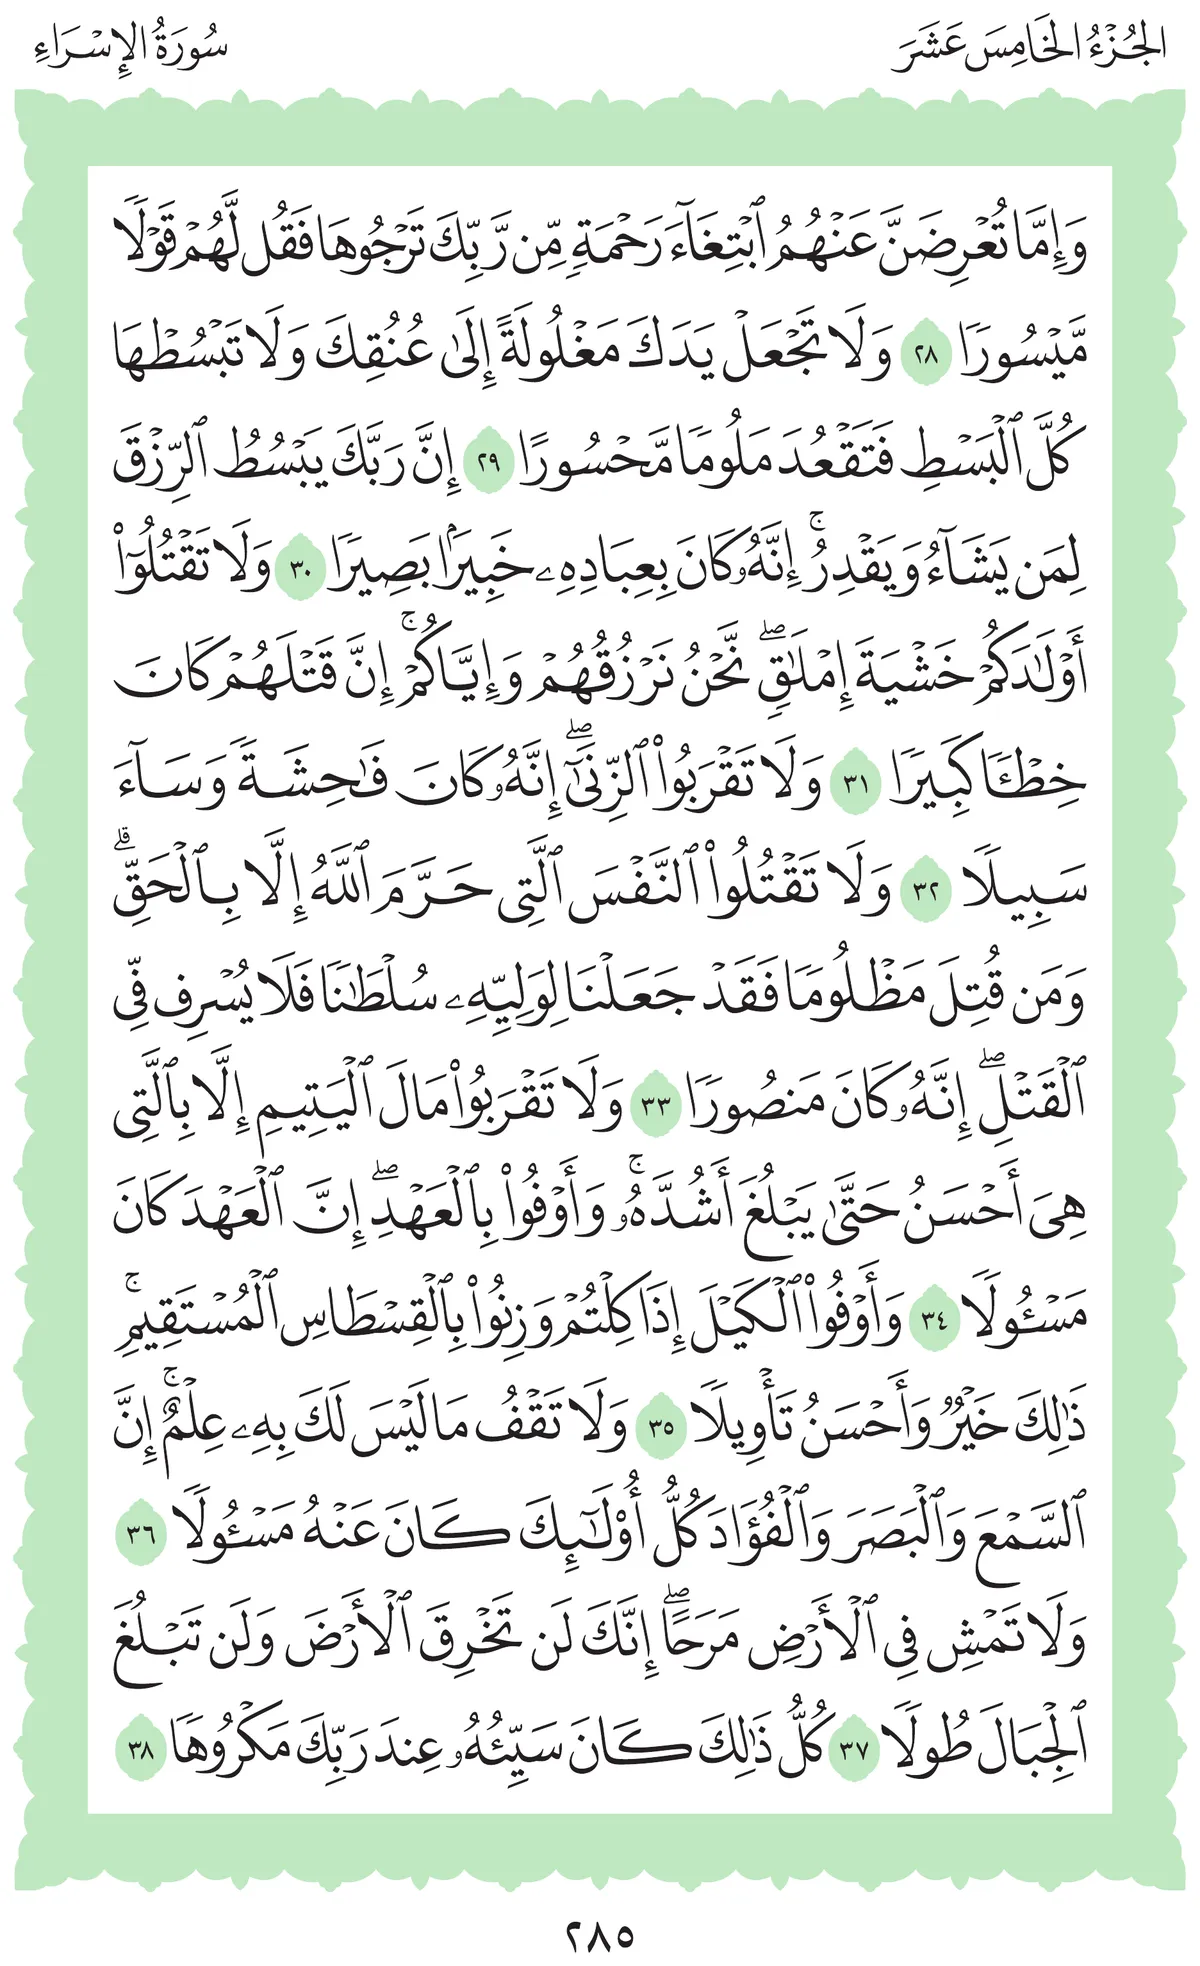 الجُزْءُ الخَامِسَ عَشَرَ
سُورَةُ الإِسْرَاءِ
وَإِمَّا تُعْرِضَنَّ عَنْهُمُ ٱبْتِغَآءَ رَحْمَةٍ مِّن رَّبِّكَ تَرْجُوهَا فَقُل لَّهُمْ قَوْلًا
مَّيْسُورًا ٢٨ وَلَا تَجْعَلْ يَدَكَ مَغْلُولَةً إِلَىٰ عُنُقِكَ وَلَا تَبْسُطْهَا
كُلَّ ٱلْبَسْطِ فَتَقْعُدَ مَلُومًا مَّحْسُورًا ٢٩ إِنَّ رَبَّكَ يَبْسُطُ ٱلرِّزْقَ
لِمَن يَشَآءُ وَيَقْدِرُ ۚ إِنَّهُۥ كَانَ بِعِبَادِهِۦ خَبِيرًۢا بَصِيرًا ٣٠ وَلَا تَقْتُلُوٓا۟
أَوْلَـٰدَكُمْ خَشْيَةَ إِمْلَـٰقٍ ۖ نَّحْنُ نَرْزُقُهُمْ وَإِيَّاكُمْ ۚ إِنَّ قَتْلَهُمْ كَانَ
خِطْـًٔا كَبِيرًا ٣١ وَلَا تَقْرَبُوا۟ ٱلزِّنَىٰٓ ۖ إِنَّهُۥ كَانَ فَـٰحِشَةً وَسَآءَ
سَبِيلًا ٣٢ وَلَا تَقْتُلُوا۟ ٱلنَّفْسَ ٱلَّتِى حَرَّمَ ٱللَّهُ إِلَّا بِٱلْحَقِّ ۗ
وَمَن قُتِلَ مَظْلُومًا فَقَدْ جَعَلْنَا لِوَلِيِّهِۦ سُلْطَـٰنًا فَلَا يُسْرِف فِّى
ٱلْقَتْلِ ۖ إِنَّهُۥ كَانَ مَنصُورًا ٣٣ وَلَا تَقْرَبُوا۟ مَالَ ٱلْيَتِيمِ إِلَّا بِٱلَّتِى
هِىَ أَحْسَنُ حَتَّىٰ يَبْلُغَ أَشُدَّهُۥ ۚ وَأَوْفُوا۟ بِٱلْعَهْدِ ۖ إِنَّ ٱلْعَهْدَ كَانَ
مَسْـُٔولًا ٣٤ وَأَوْفُوا۟ ٱلْكَيْلَ إِذَا كِلْتُمْ وَزِنُوا۟ بِٱلْقِسْطَاسِ ٱلْمُسْتَقِيمِ ۚ
ذَٰلِكَ خَيْرٌ وَأَحْسَنُ تَأْوِيلًا ٣٥ وَلَا تَقْفُ مَا لَيْسَ لَكَ بِهِۦ عِلْمٌ ۚ إِنَّ
ٱلسَّمْعَ وَٱلْبَصَرَ وَٱلْفُؤَادَ كُلُّ أُو۟لَـٰٓئِكَ كَانَ عَنْهُ مَسْـُٔولًا ٣٦
وَلَا تَمْشِ فِى ٱلْأَرْضِ مَرَحًا ۖ إِنَّكَ لَن تَخْرِقَ ٱلْأَرْضَ وَلَن تَبْلُغَ
ٱلْجِبَالَ طُولًا ٣٧ كُلُّ ذَٰلِكَ كَانَ سَيِّئُهُۥ عِندَ رَبِّكَ مَكْرُوهًا ٣٨
٢٨٥